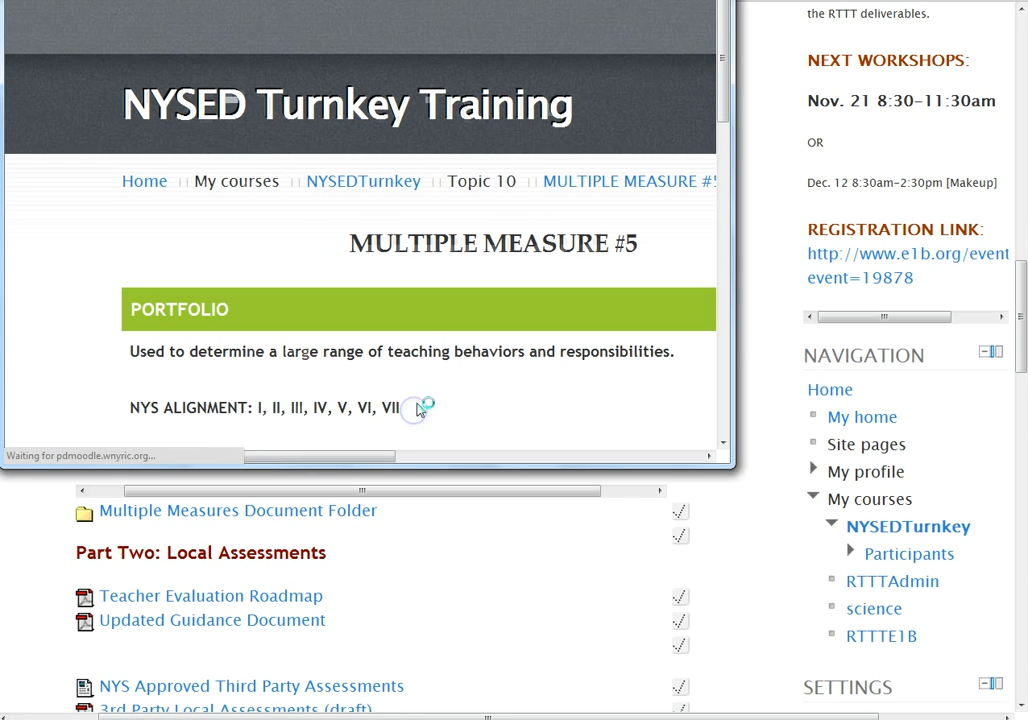 NYSED Turnkey Training
Home My courses NYSEDTurnkey Topic 10 MULTIPLE MEASURE #5
MULTIPLE MEASURE #5
PORTFOLIO
Used to determine a large range of teaching behaviors and responsibilities.
NYS ALIGNMENT: I, II, III, IV, V, VI, VII
Waiting for pdmoodle.wnyric.org...
Multiple Measures Document Folder
Part Two: Local Assessments
Teacher Evaluation Roadmap
Updated Guidance Document
NYS Approved Third Party Assessments
3rd Party Local Assessments (draft)
the RTTT deliverables.
NEXT WORKSHOPS:
Nov. 21 8:30-11:30am
OR
Dec. 12 8:30am-2:30pm [Makeup]
REGISTRATION LINK:
http://www.e1b.org/event
event=19878
NAVIGATION
Home
My home
Site pages
My profile
My courses
NYSEDTurnkey
Participants
RTTTAdmin
science
RTTTE1B
SETTINGS